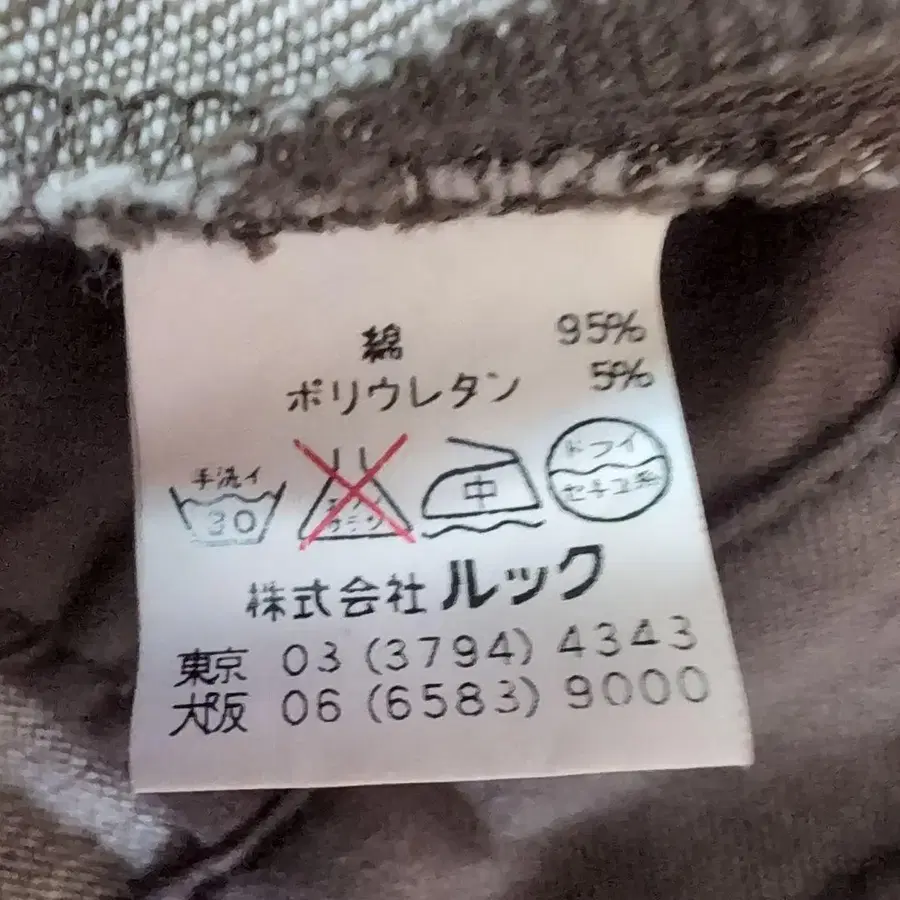 綿 95%
ポリウレタン 5%
手洗イ
30
中
ドライ
セキユ系
株式会社ルック
東京 03 (3794) 4343
大阪 06 (6583) 9000